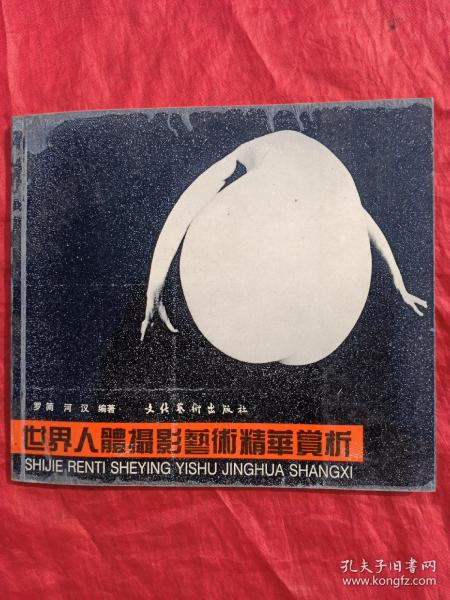 罗简 河汉 编著 文化艺术出版社
世界人體攝影藝術精華賞析
SHIJIE RENTI SHEYING YISHU JINGHUA SHANGXI
孔夫子旧书网
www.kongfz.com